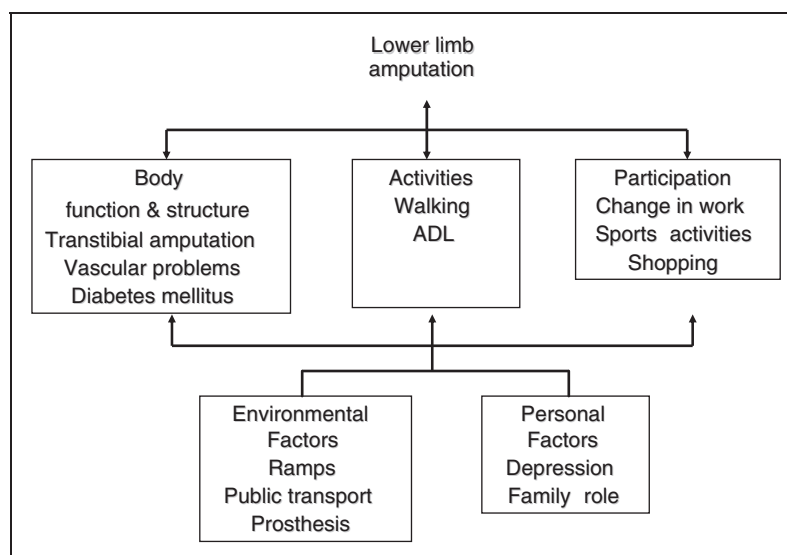 Lower limb
amputation
Body
function & structure
Transtibial amputation
Vascular problems
Diabetes mellitus
Activities
Walking
ADL
Participation
Change in work
Sports activities
Shopping
Environmental
Factors
Ramps
Public transport
Prosthesis
Personal
Factors
Depression
Family role